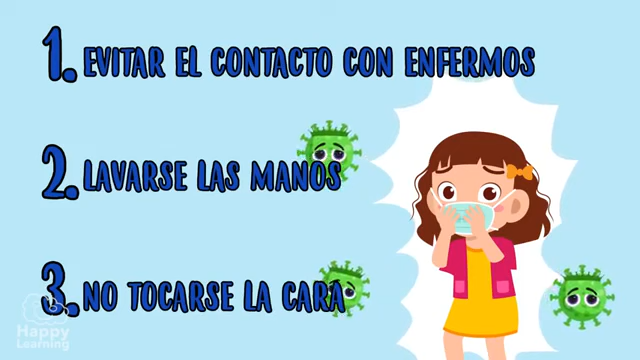 1. EVITAR EL CONTACTO CON ENFERMOS
2. LAVARSE LAS MANOS
3. NO TOCARSE LA CARA
Happy
Learning